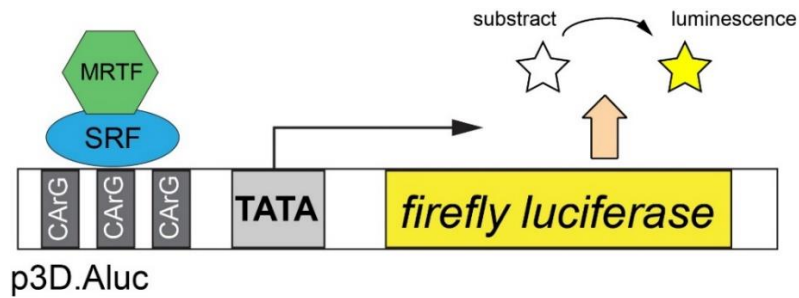 substract luminescence
MRTF
SRF
CArG CArG CArG TATA firefly luciferase
p3D.Aluc